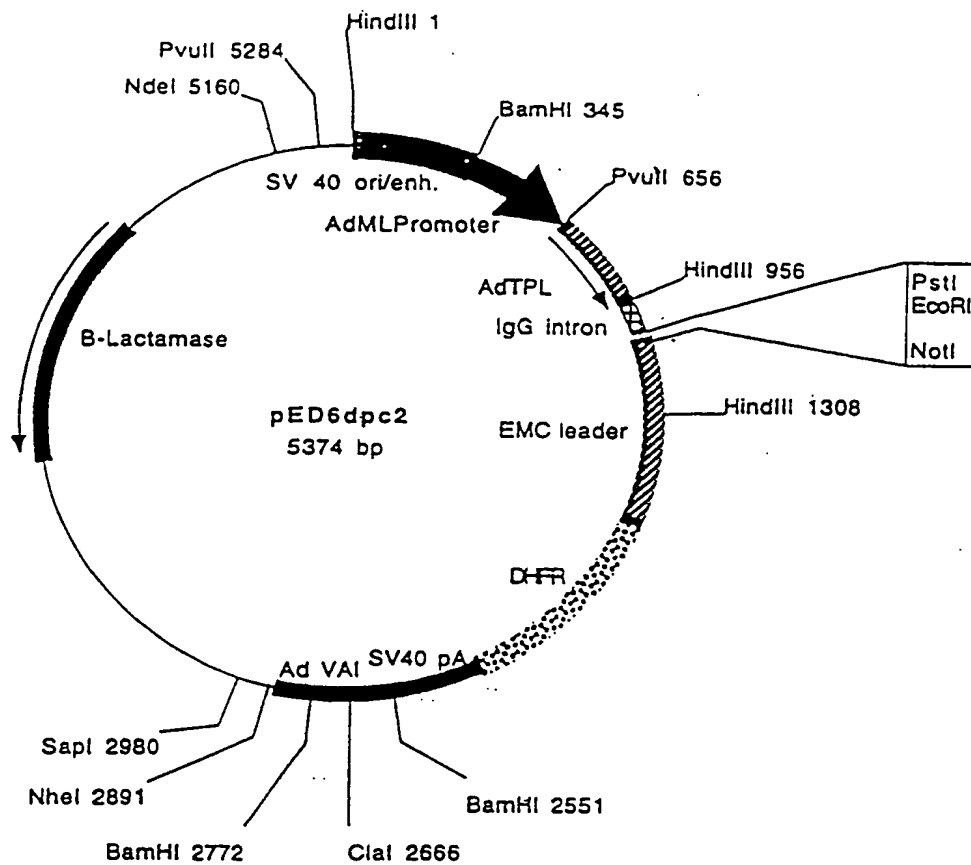 HindIII 1
PvuII 5284
NdeI 5160
BamHI 345
SV 40 ori/enh.
PvuII 656
AdMLPromoter
HindIII 956
AdTPL
PstI
EcoRI
IgG intron
NotI
B-Lactamase
HindIII 1308
pED6dpc2
EMC leader
5374 bp
DHFR
SV40 pA
Ad VAI
SapI 2980
NheI 2891
BamHI 2551
BamHI 2772
ClaI 2666